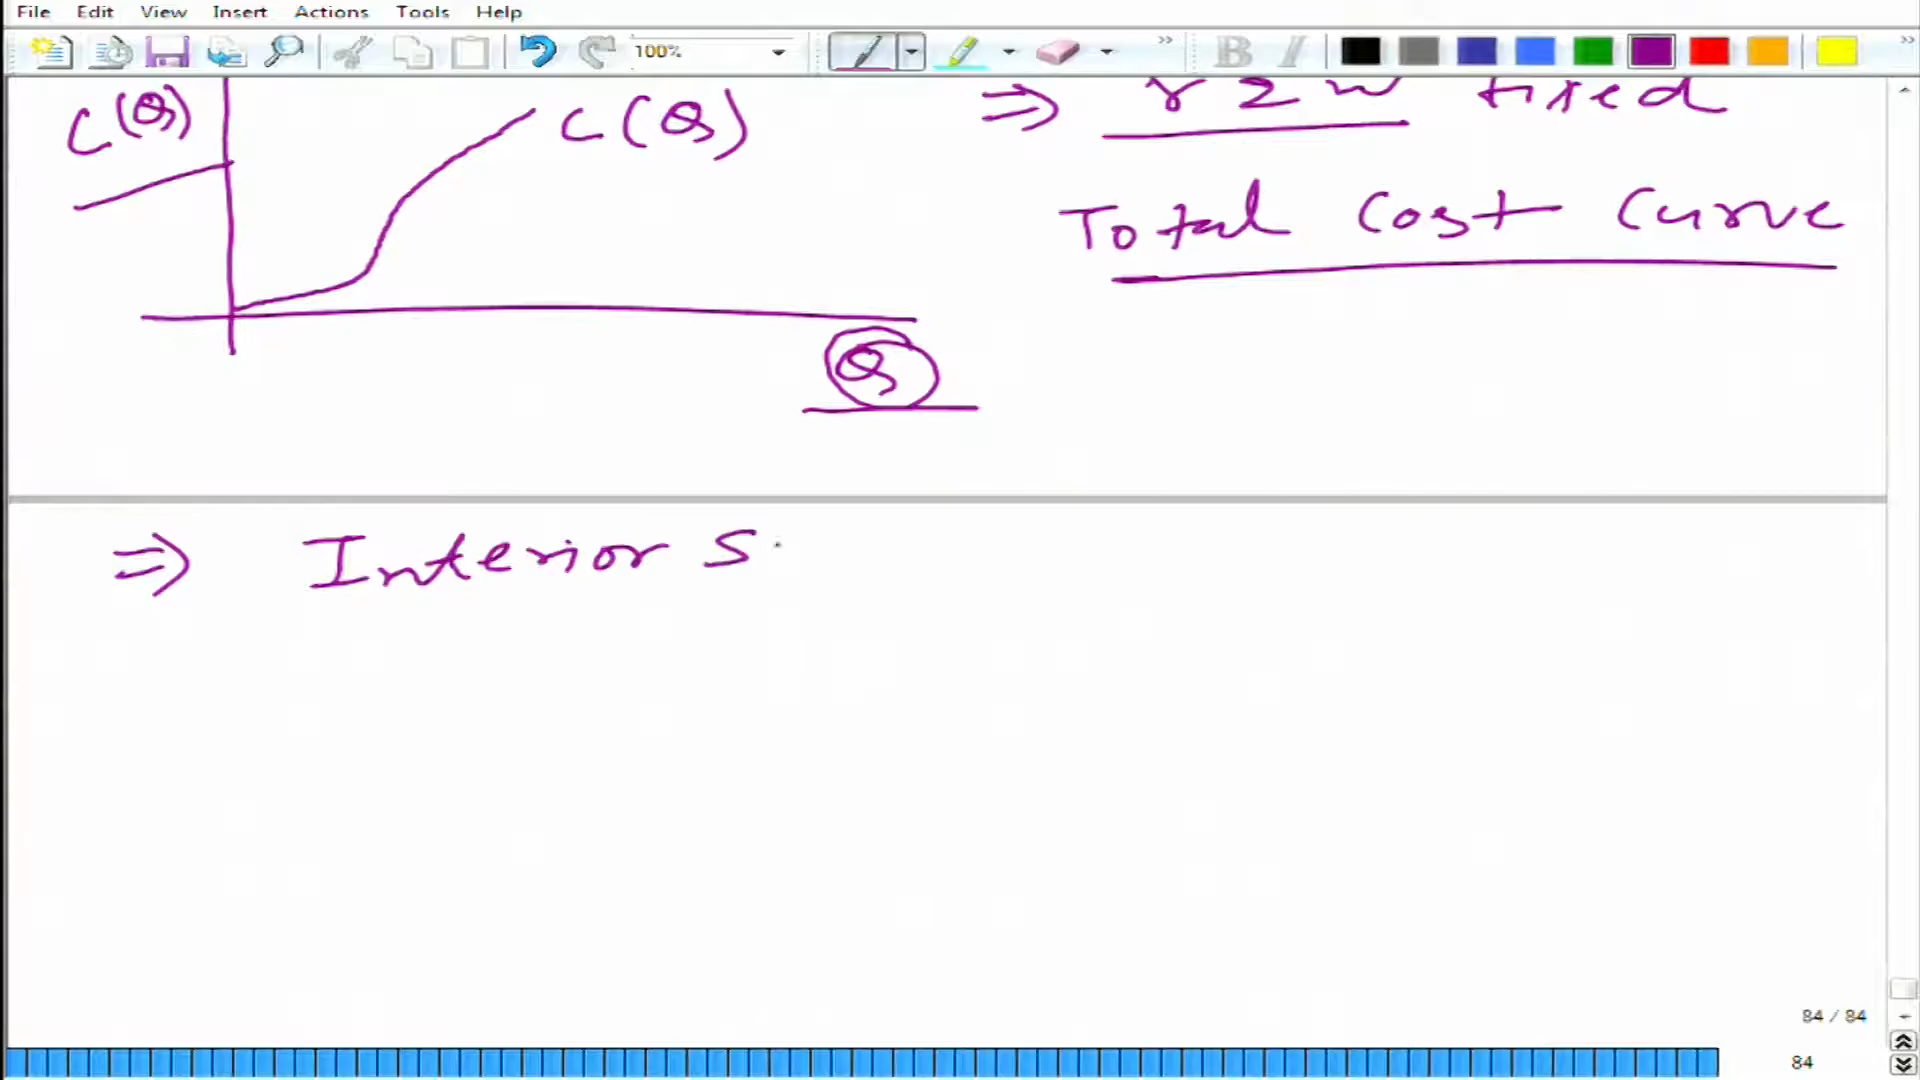 File Edit View Insert Actions Tools Help
100%
B I
C(Q) C(Q) ⇒ r & w fixed
Total Cost Curve
Q
⇒ Interior S
84 / 84
84